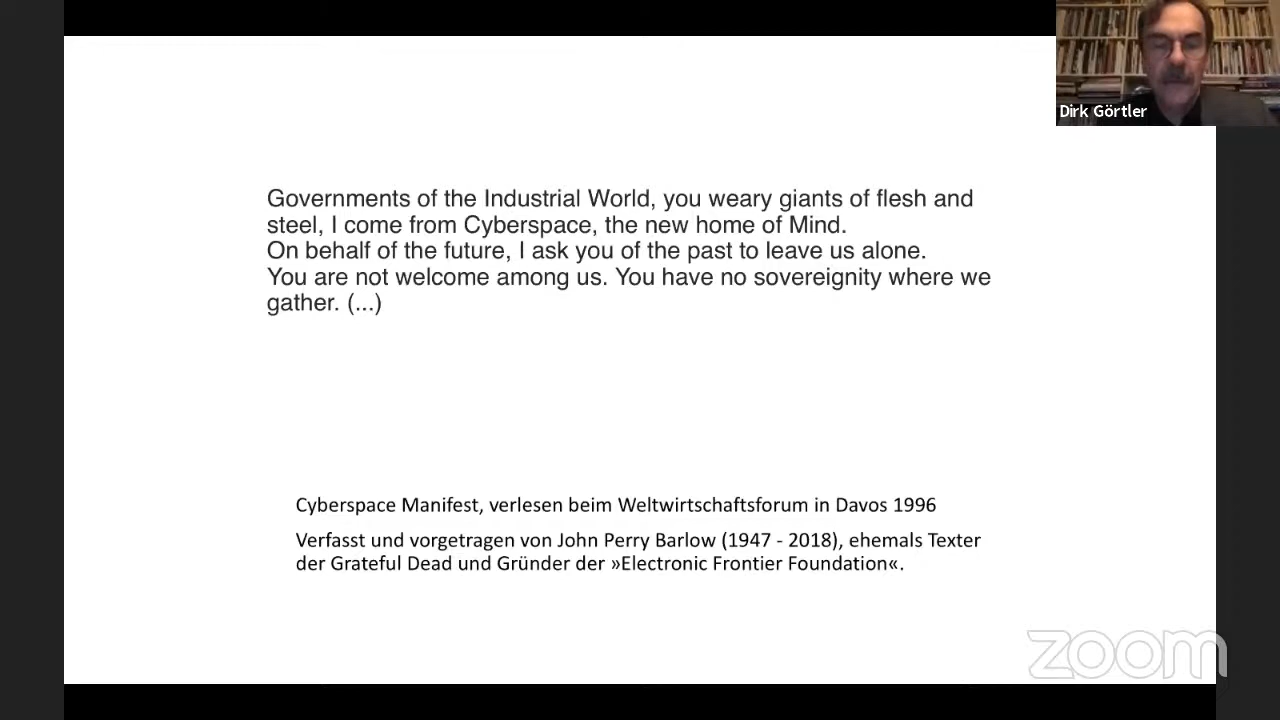 Dirk Görtler
Governments of the Industrial World, you weary giants of flesh and
steel, I come from Cyberspace, the new home of Mind.
On behalf of the future, I ask you of the past to leave us alone.
You are not welcome among us. You have no sovereignity where we
gather. (...)
Cyberspace Manifest, verlesen beim Weltwirtschaftsforum in Davos 1996
Verfasst und vorgetragen von John Perry Barlow (1947 - 2018), ehemals Texter
der Grateful Dead und Gründer der »Electronic Frontier Foundation«.
zoom